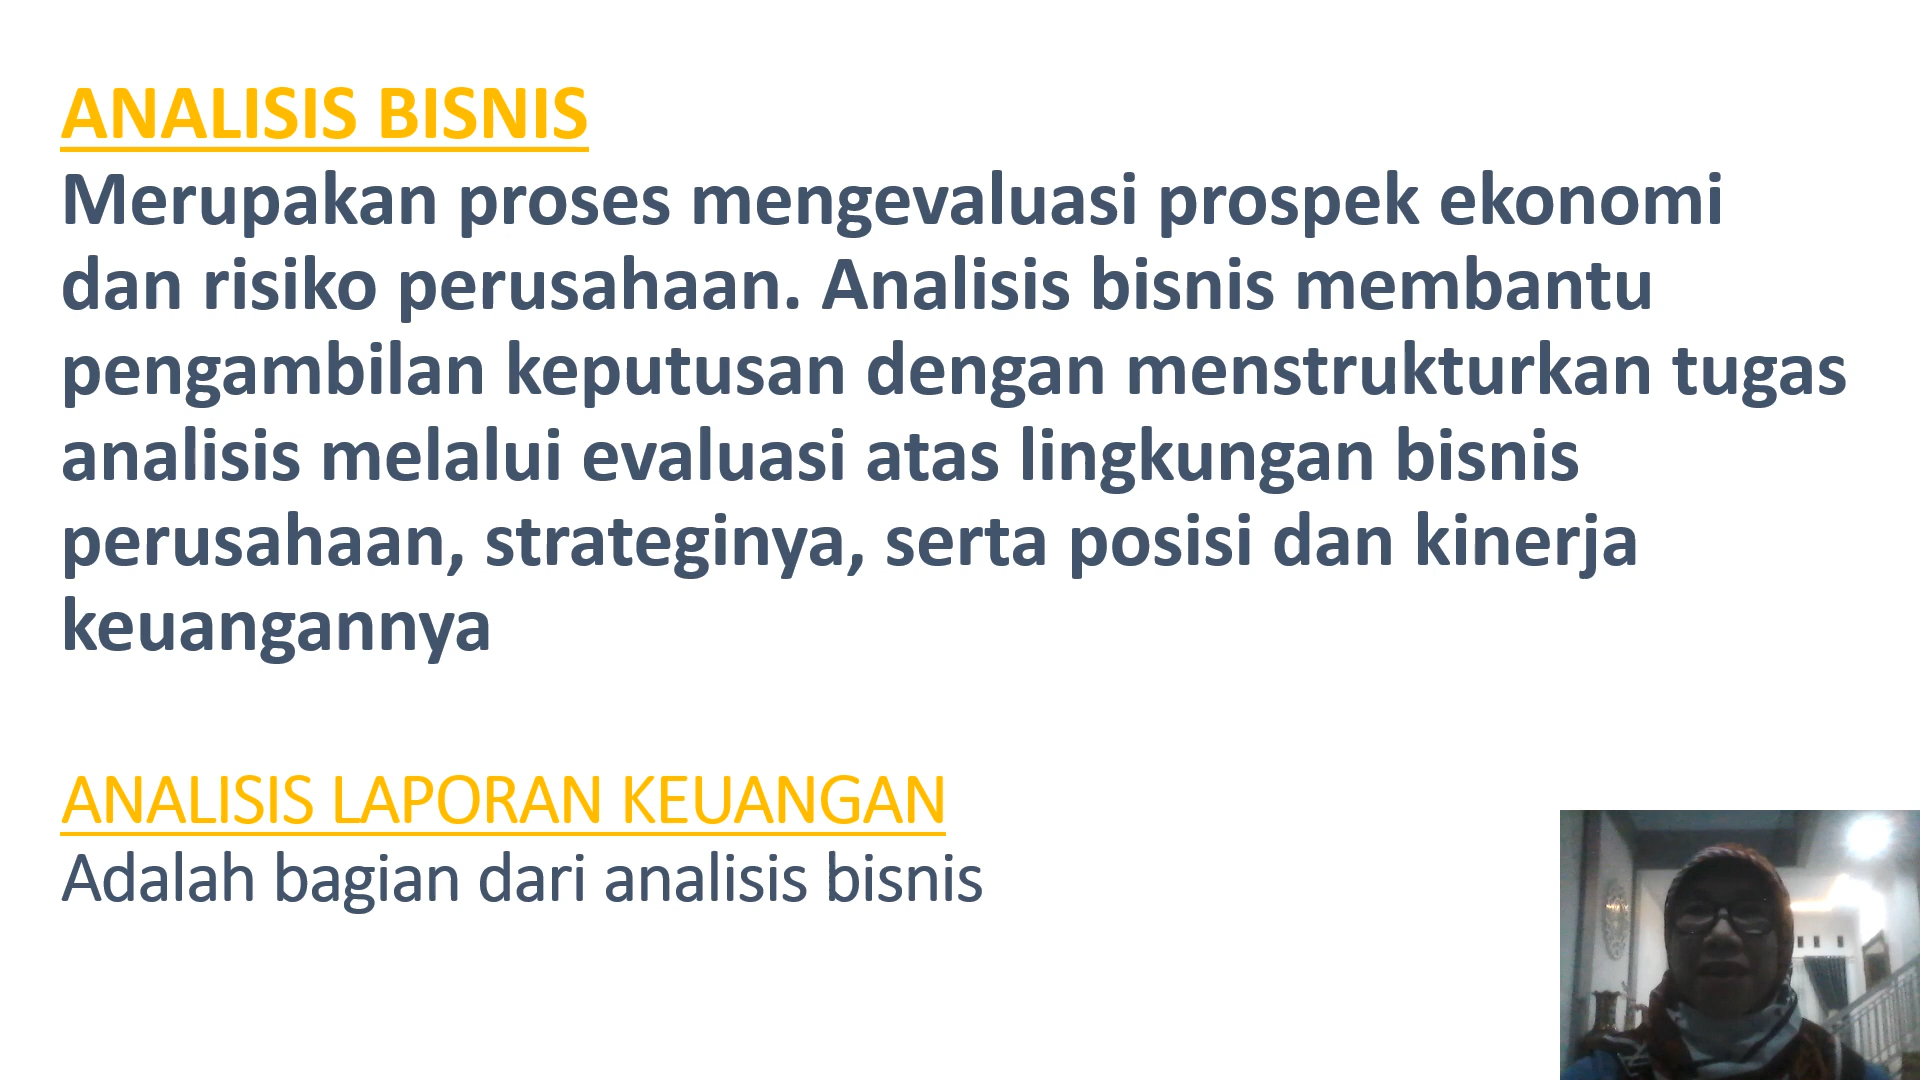 ANALISIS BISNIS
Merupakan proses mengevaluasi prospek ekonomi
dan risiko perusahaan. Analisis bisnis membantu
pengambilan keputusan dengan menstrukturkan tugas
analisis melalui evaluasi atas lingkungan bisnis
perusahaan, strateginya, serta posisi dan kinerja
keuangannya
ANALISIS LAPORAN KEUANGAN
Adalah bagian dari analisis bisnis